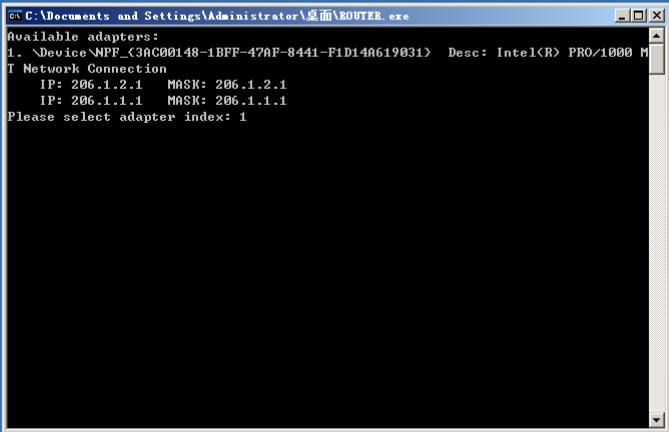 C:\Documents and Settings\Administrator\桌面\ROUTER.exe
Available adapters:
1. \Device\NPF_{3AC00148-1BFF-47AF-8441-F1D14A619031}  Desc: Intel(R) PRO/1000 M
T Network Connection
    IP: 206.1.2.1   MASK: 206.1.2.1
    IP: 206.1.1.1   MASK: 206.1.1.1
Please select adapter index: 1